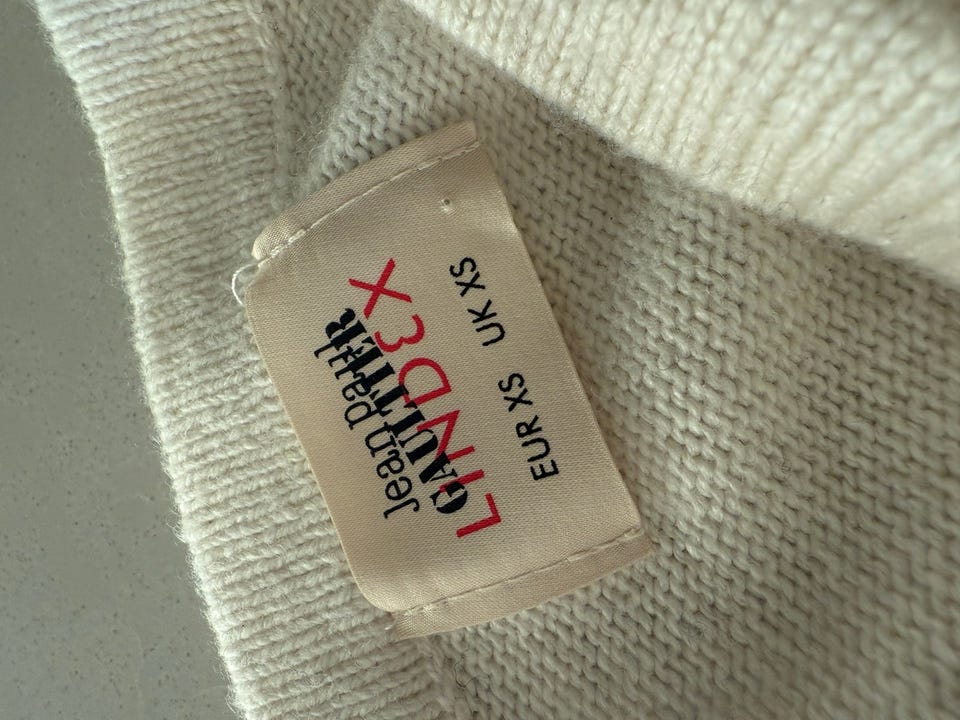 Jean paul
GAULTIER
LINDEX
EUR XS UK XS